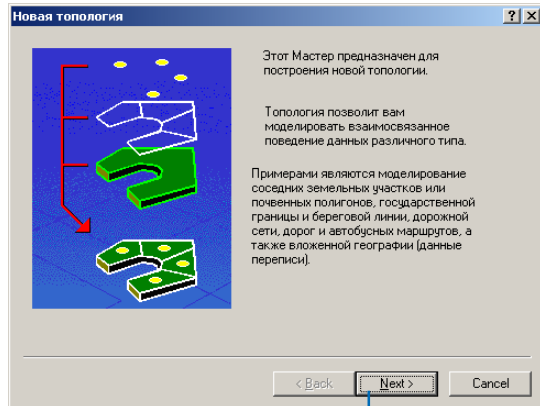 Новая топология
Этот Мастер предназначен для
построения новой топологии.
Топология позволит вам
моделировать взаимосвязанное
поведение данных различного типа.
Примерами являются моделирование
соседних земельных участков или
почвенных полигонов, государственной
границы и береговой линии, дорожной
сети, дорог и автобусных маршрутов, а
также вложенной географии (данные
переписи).
< Back
Next >
Cancel